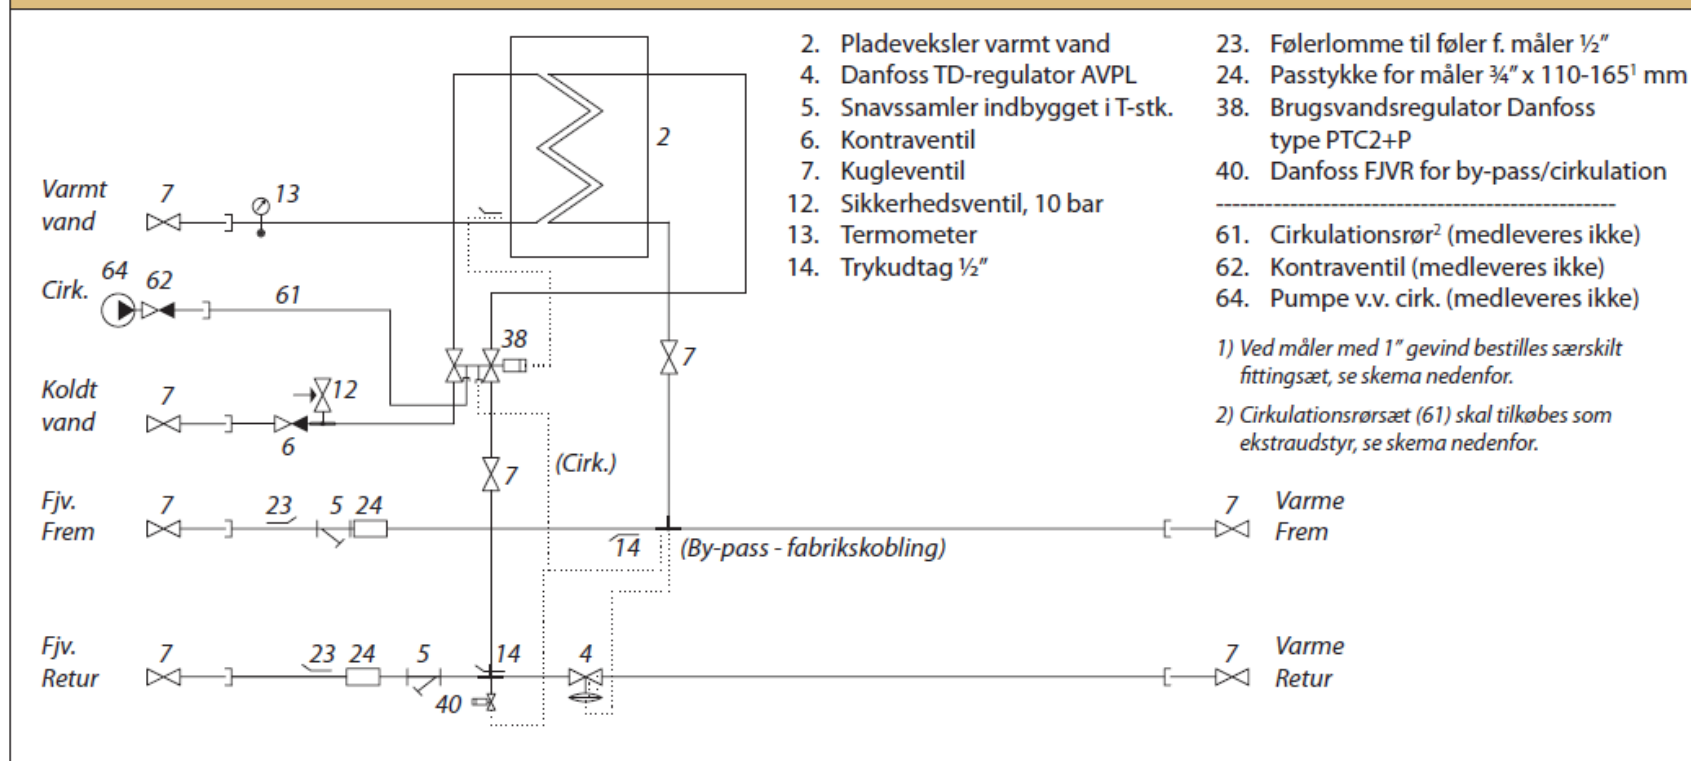 2. Pladeveksler varmt vand
4. Danfoss TD-regulator AVPL
5. Snavssamler indbygget i T-stk.
6. Kontraventil
7. Kugleventil
12. Sikkerhedsventil, 10 bar
13. Termometer
14. Trykudtag ½"
23. Følerlomme til føler f. måler ½"
24. Passtykke for måler ¾" x 110-165¹ mm
38. Brugsvandsregulator Danfoss
type PTC2+P
40. Danfoss FJVR for by-pass/cirkulation
--------------------------------------------------
61. Cirkulationsrør² (medleveres ikke)
62. Kontraventil (medleveres ikke)
64. Pumpe v.v. cirk. (medleveres ikke)
1) Ved måler med 1" gevind bestilles særskilt
fittingsæt, se skema nedenfor.
2) Cirkulationsrørsæt (61) skal tilkøbes som
ekstraudstyr, se skema nedenfor.
2
Varmt
vand
7
13
Cirk.
64
62
61
38
7
Koldt
vand
7
12
6
(Cirk.)
7
Fjv.
Frem
7
23
5
24
14
(By-pass - fabrikskobling)
7
Varme
Frem
Fjv.
Retur
7
23
24
5
14
4
40
7
Varme
Retur